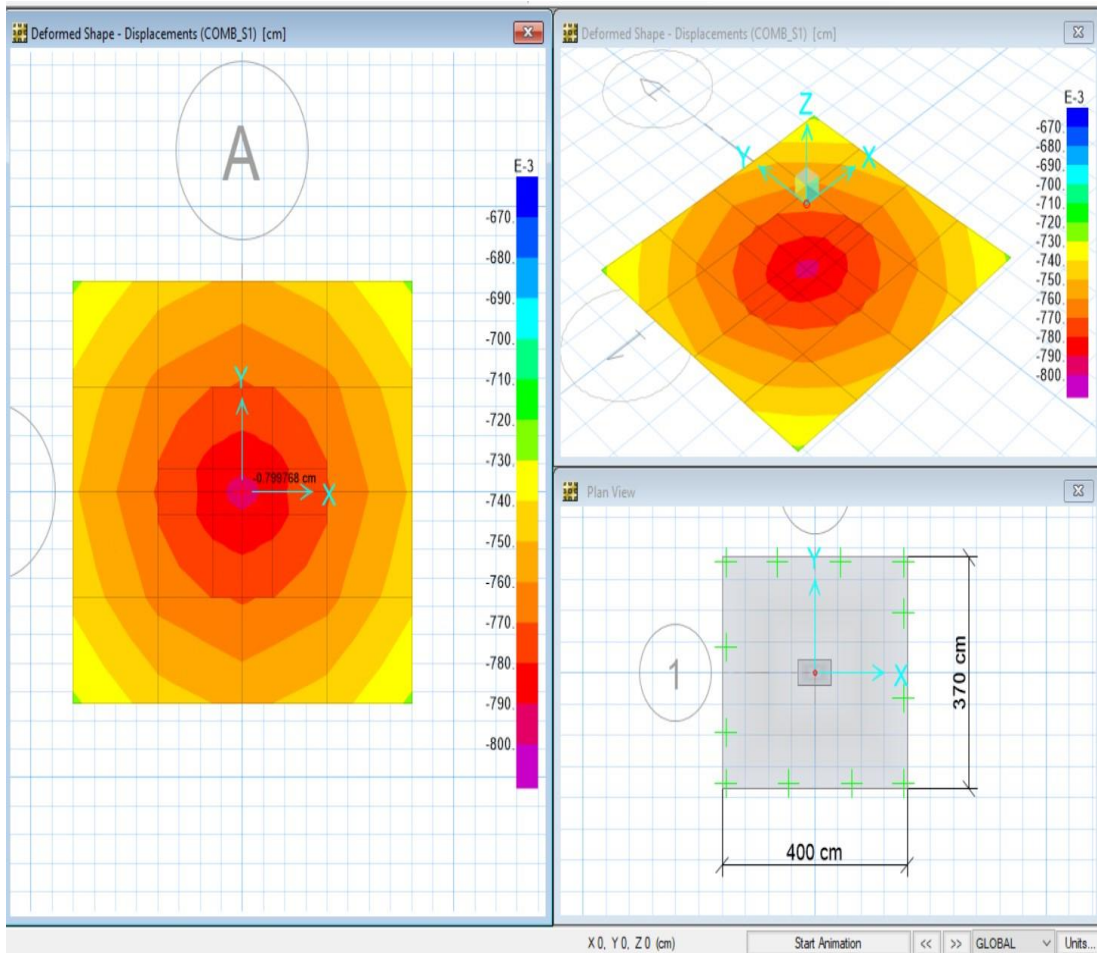 Deformed Shape - Displacements (COMB_S1) [cm]
A
E-3
-670.
-680.
-690.
-700.
-710.
-720.
-730.
-740.
-750.
-760.
-770.
-780.
-790.
-800.
Y
-0.799768 cm
X
Deformed Shape - Displacements (COMB_S1) [cm]
A
Z
Y
X
1
E-3
-670.
-680.
-690.
-700.
-710.
-720.
-730.
-740.
-750.
-760.
-770.
-780.
-790.
-800.
Plan View
Y
1
X
370 cm
400 cm
X 0, Y 0, Z 0 (cm)
Start Animation
<<
>>
GLOBAL
Units...